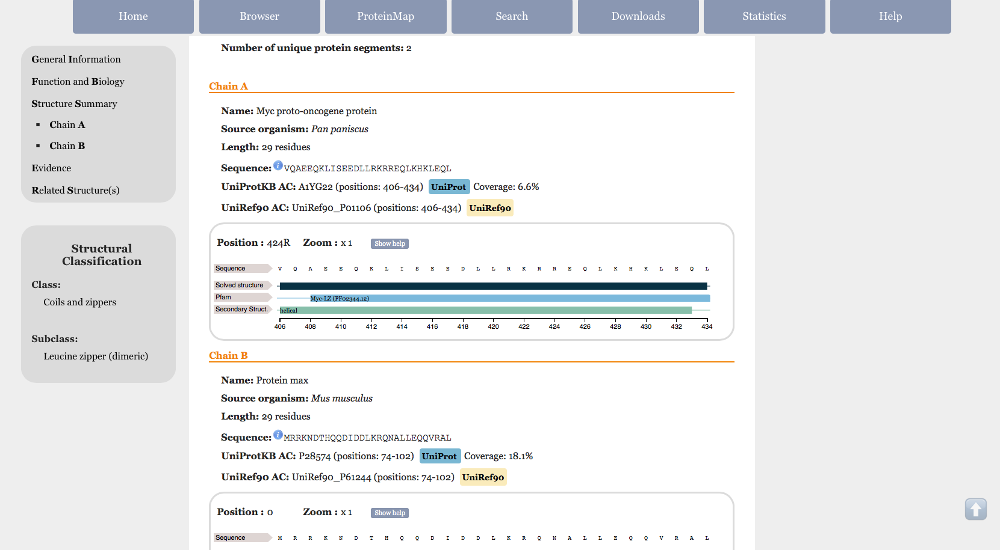 Home Browser ProteinMap Search Downloads Statistics Help
General Information
Function and Biology
Structure Summary
Chain A
Chain B
Evidence
Related Structure(s)
Structural
Classification
Class:
Coils and zippers
Subclass:
Leucine zipper (dimeric)
Number of unique protein segments: 2
Chain A
Name: Myc proto-oncogene protein
Source organism: Pan paniscus
Length: 29 residues
Sequence: i VQAEEQKLISEEDLLRKRREQLKHKLEQL
UniProtKB AC: A1YG22 (positions: 406-434) UniProt Coverage: 6.6%
UniRef90 AC: UniRef90_P01106 (positions: 406-434) UniRef90
Position : 424R Zoom : x 1 Show help
Sequence V Q A E E Q K L I S E E D L L R K R R E Q L K H K L E Q L
Solved structure
Pfam Myc-LZ (PF02344.12)
Secondary Struct. helical
406 408 410 412 414 416 418 420 422 424 426 428 430 432 434
Chain B
Name: Protein max
Source organism: Mus musculus
Length: 29 residues
Sequence: i MRRKNDTHQQDIDDLKRQNALLEQQVRAL
UniProtKB AC: P28574 (positions: 74-102) UniProt Coverage: 18.1%
UniRef90 AC: UniRef90_P61244 (positions: 74-102) UniRef90
Position : 0 Zoom : x 1 Show help
Sequence M R R K N D T H Q Q D I D D L K R Q N A L L E Q Q V R A L